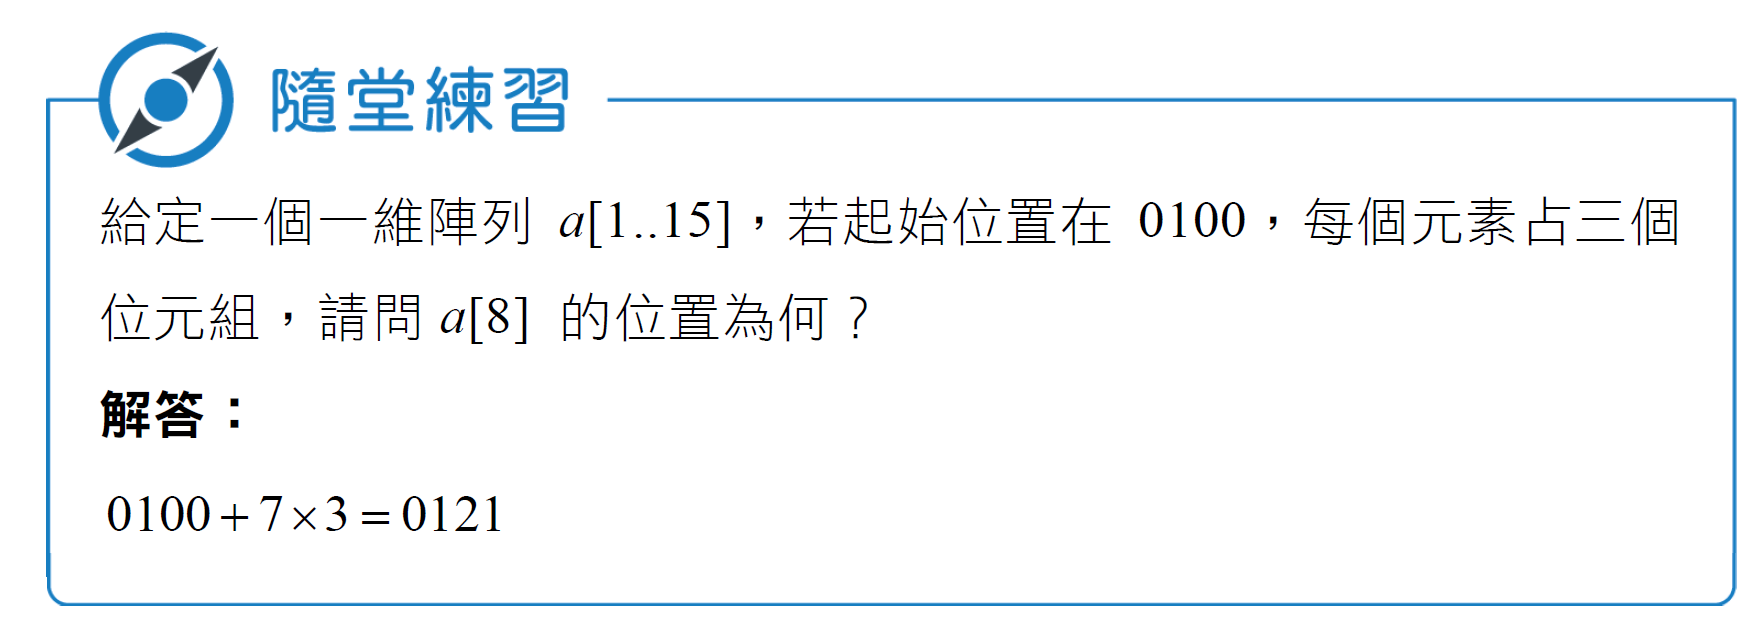 隨堂練習
給定一個一維陣列 a[1..15]，若起始位置在 0100，每個元素占三個
位元組，請問 a[8] 的位置為何？
解答：
0100+7×3=0121